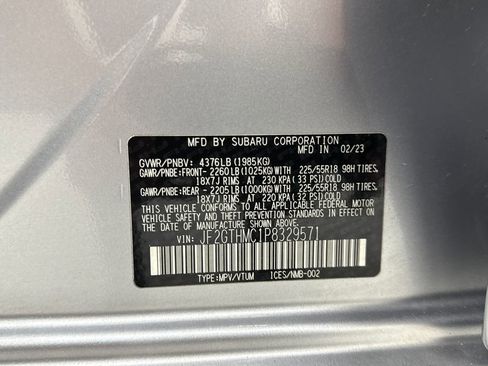 MFD BY SUBARU CORPORATION
MFD IN 02/23
GVWR/PNBV: 4376LB (1985KG)
GAWR/PNBE:FRONT- 2260LB (1025KG)WITH 225/55R18 98H TIRES,
18X7J RIMS AT 230 KPA (33 PSI)COLD
GAWR/PNBE:REAR - 2205LB (1000KG)WITH 225/55R18 98H TIRES,
18X7J RIMS AT 220 KPA (32 PSI)COLD
THIS VEHICLE CONFORMS TO ALL APPLICABLE FEDERAL MOTOR
VEHICLE SAFETY, BUMPER, AND THEFT PREVENTION STANDARDS
IN EFFECT ON THE DATE OF MANUFACTURE SHOWN ABOVE.
VIN: JF2GTHMC1P8329571
TYPE:MPV/VTUM ICES/NMB-002